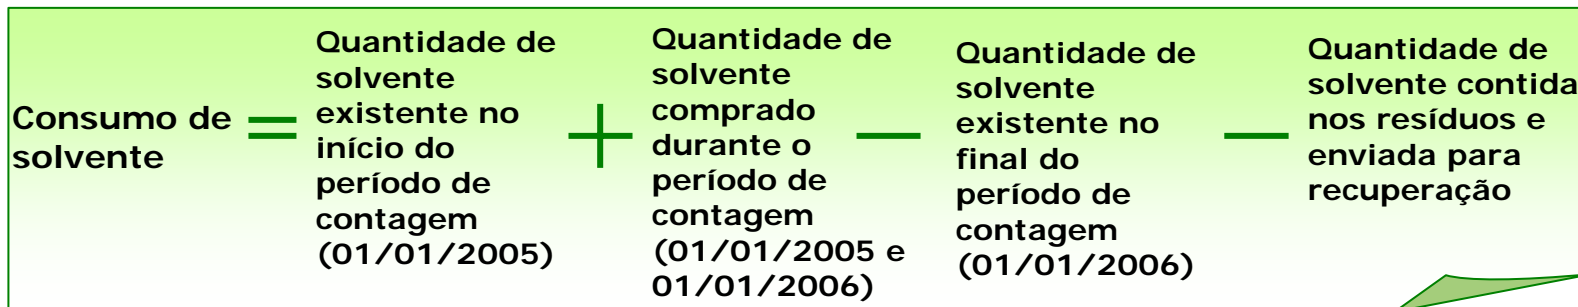 Consumo de
solvente
=
Quantidade de
solvente
existente no
início do
período de
contagem
(01/01/2005)
+
Quantidade de
solvente
comprado
durante o
período de
contagem
(01/01/2005 e
01/01/2006)
—
Quantidade de
solvente
existente no
final do
período de
contagem
(01/01/2006)
—
Quantidade de
solvente contida
nos resíduos e
enviada para
recuperação